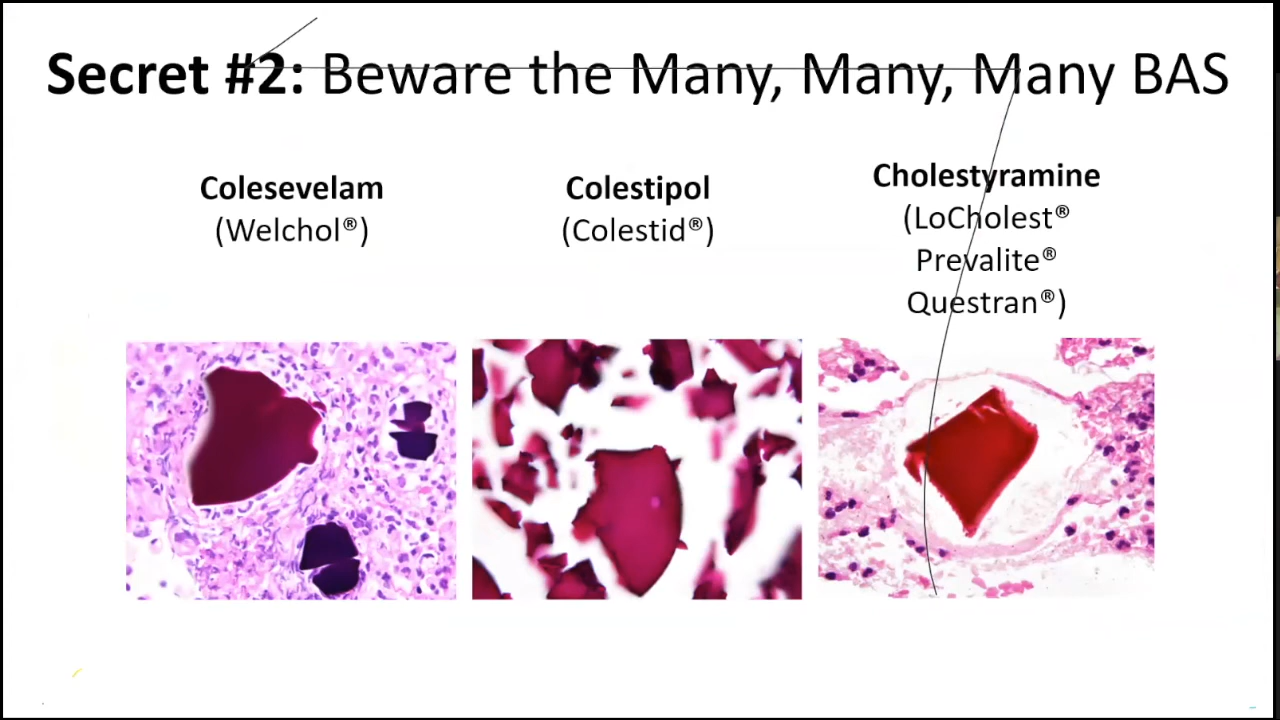 Secret #2: Beware the Many, Many, Many BAS
Colesevelam
(Welchol®)
Colestipol
(Colestid®)
Cholestyramine
(LoCholest®
Prevalite®
Questran®)